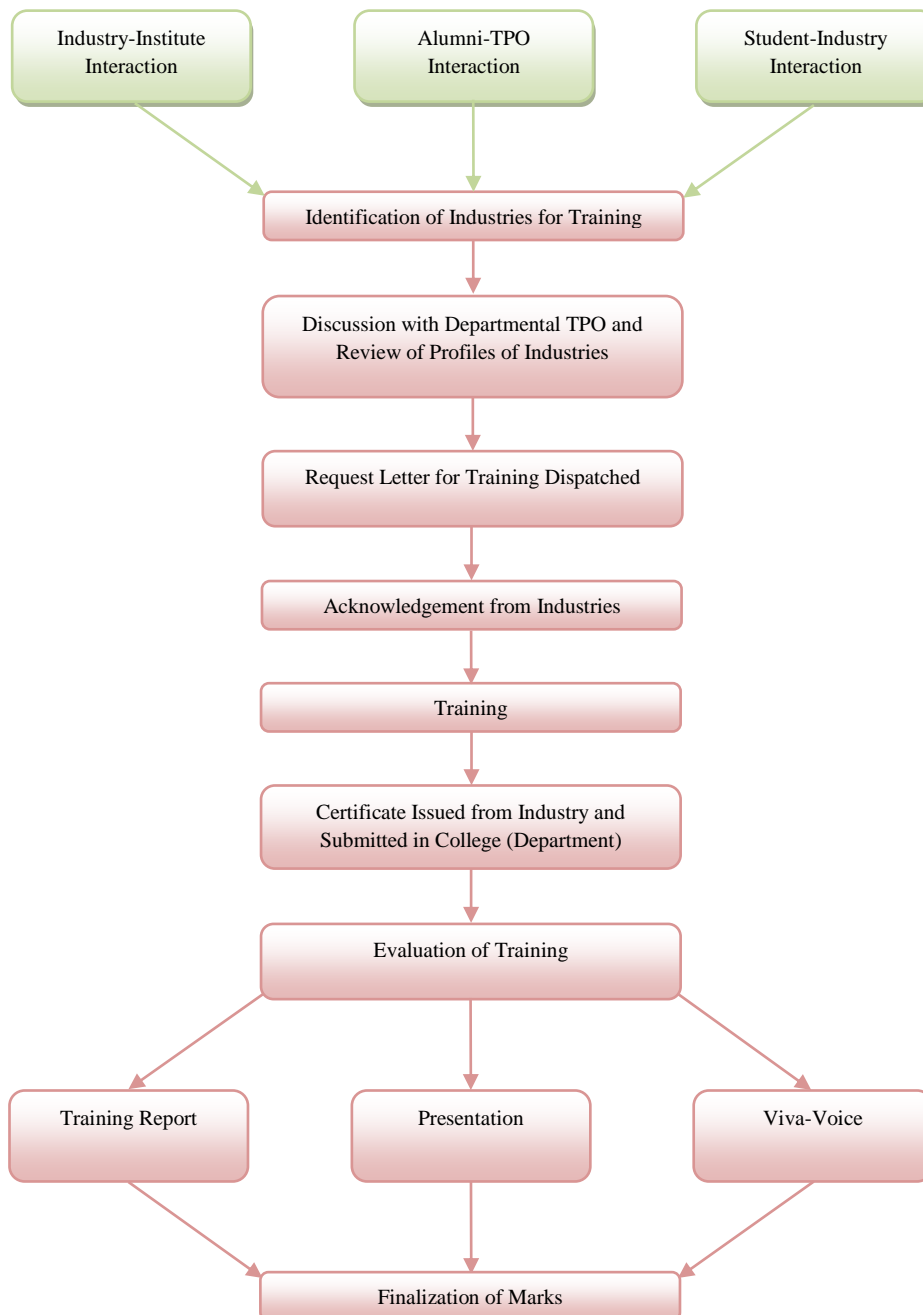 Industry-Institute
Interaction
Alumni-TPO
Interaction
Student-Industry
Interaction
Identification of Industries for Training
Discussion with Departmental TPO and
Review of Profiles of Industries
Request Letter for Training Dispatched
Acknowledgement from Industries
Training
Certificate Issued from Industry and
Submitted in College (Department)
Evaluation of Training
Training Report
Presentation
Viva-Voice
Finalization of Marks